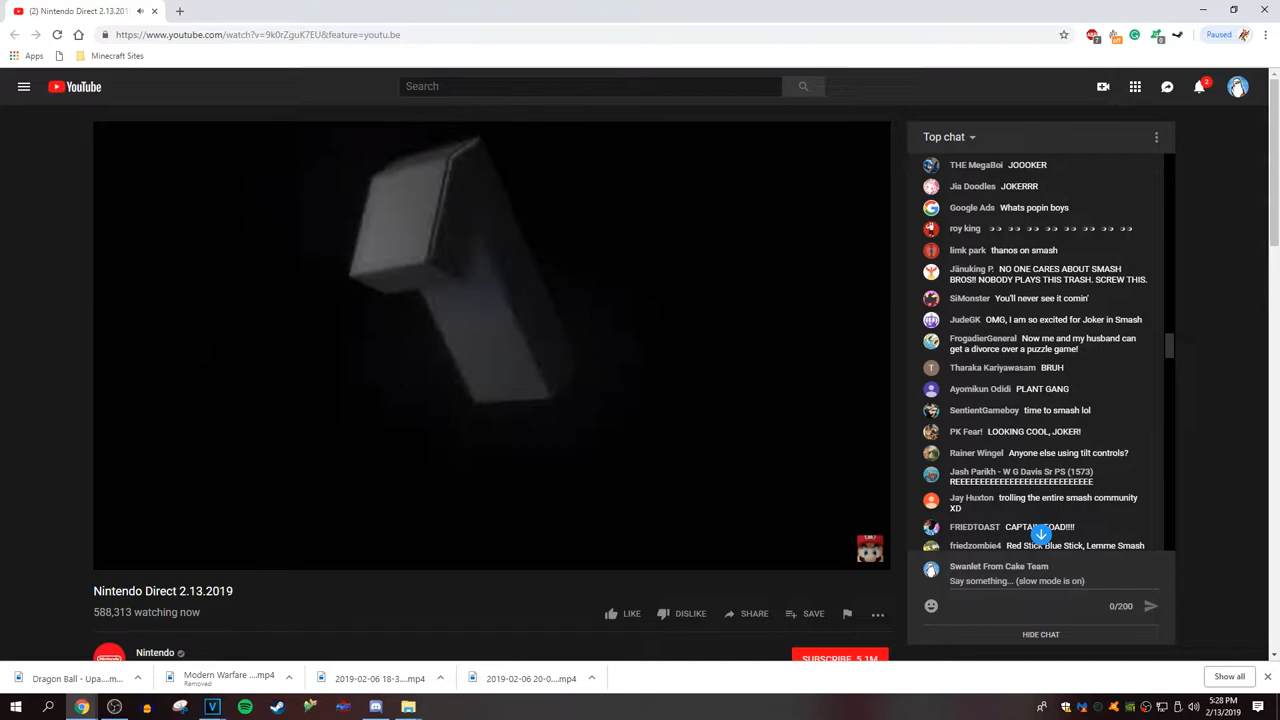 (2) Nintendo Direct 2.13.201
https://www.youtube.com/watch?v=9k0rZguK7EU&feature=youtu.be
7
off
0
Paused
Apps
Minecraft Sites
YouTube
Search
2
Top chat
THE MegaBoi JOOOKER
Jia Doodles JOKERRR
Google Ads Whats popin boys
roy king
limk park thanos on smash
Jänuking P. NO ONE CARES ABOUT SMASH
BROS!! NOBODY PLAYS THIS TRASH. SCREW THIS.
SiMonster You'll never see it comin'
JudeGK OMG, I am so excited for Joker in Smash
FrogadierGeneral Now me and my husband can
get a divorce over a puzzle game!
T
Tharaka Kariyawasam BRUH
Ayomikun Odidi PLANT GANG
SentientGameboy time to smash lol
PK Fear! LOOKING COOL, JOKER!
Rainer Wingel Anyone else using tilt controls?
Jash Parikh - W G Davis Sr PS (1573)
REEEEEEEEEEEEEEEEEEEEEEEEEEE
Jay Huxton trolling the entire smash community
XD
FRIEDTOAST
friedzombie4 Red Stick Blue Stick, Lemme Smash
Swanlet From Cake Team
Say something... (slow mode is on)
0/200
HIDE CHAT
Nintendo Direct 2.13.2019
588,313 watching now
LIKE
DISLIKE
SHARE
SAVE
Nintendo
SUBSCRIBE 5.1M
Dragon Ball - Upa....m...
Modern Warfare ....mp4
Removed
2019-02-06 18-3....mp4
2019-02-06 20-0....mp4
Show all
5:28 PM
2/13/2019